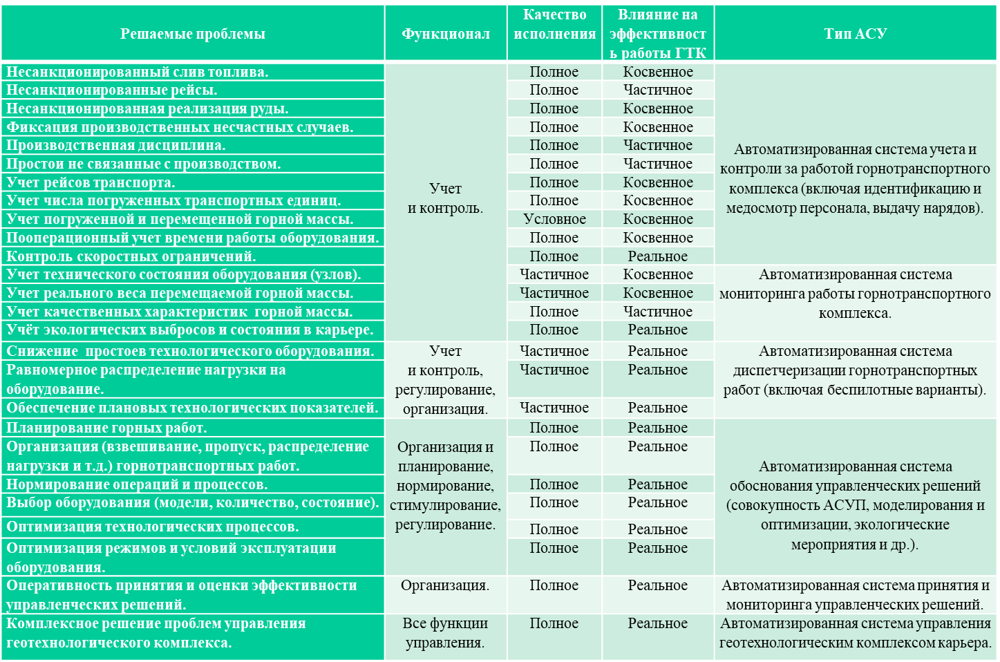 Решаемые проблемы
Функционал
Качество
исполнения
Влияние на
эффективност
ь работы ГТК
Тип АСУ
Несанкционированный слив топлива.
Полное
Косвенное
Несанкционированные рейсы.
Полное
Частичное
Несанкционированная реализация руды.
Полное
Косвенное
Фиксация производственных несчастных случаев.
Полное
Косвенное
Производственная дисциплина.
Полное
Частичное
Простои не связанные с производством.
Полное
Частичное
Учет рейсов транспорта.
Полное
Косвенное
Учет числа погруженных транспортных единиц.
Полное
Косвенное
Учет погруженной и перемещенной горной массы.
Условное
Косвенное
Пооперационный учет времени работы оборудования.
Полное
Косвенное
Контроль скоростных ограничений.
Полное
Реальное
Учет
и контроль.
Автоматизированная система учета и
контроли за работой горнотранспортного
комплекса (включая идентификацию и
медосмотр персонала, выдачу нарядов).
Учет технического состояния оборудования (узлов).
Частичное
Косвенное
Учет реального веса перемещаемой горной массы.
Частичное
Косвенное
Учет качественных характеристик горной массы.
Полное
Частичное
Учёт экологических выбросов и состояния в карьере.
Полное
Реальное
Автоматизированная система
мониторинга работы горнотранспортного
комплекса.
Снижение простоев технологического оборудования.
Частичное
Реальное
Равномерное распределение нагрузки на
оборудование.
Частичное
Реальное
Обеспечение плановых технологических показателей.
Частичное
Реальное
Учет
и контроль,
регулирование,
организация.
Автоматизированная система
диспетчеризации горнотранспортных
работ (включая беспилотные варианты).
Планирование горных работ.
Полное
Реальное
Организация (взвешивание, пропуск, распределение
нагрузки и т.д.) горнотранспортных работ.
Полное
Реальное
Нормирование операций и процессов.
Полное
Реальное
Выбор оборудования (модели, количество, состояние).
Полное
Реальное
Оптимизация технологических процессов.
Полное
Реальное
Оптимизация режимов и условий эксплуатации
оборудования.
Полное
Реальное
Организация и
планирование,
нормирование,
стимулирование,
регулирование.
Автоматизированная система
обоснования управленческих решений
(совокупность АСУП, моделирования и
оптимизации, экологические
мероприятия и др.).
Оперативность принятия и оценки эффективности
управленческих решений.
Организация.
Полное
Реальное
Автоматизированная система принятия и
мониторинга управленческих решений.
Комплексное решение проблем управления
геотехнологического комплекса.
Все функции
управления.
Полное
Реальное
Автоматизированная система управления
геотехнологическим комплексом карьера.